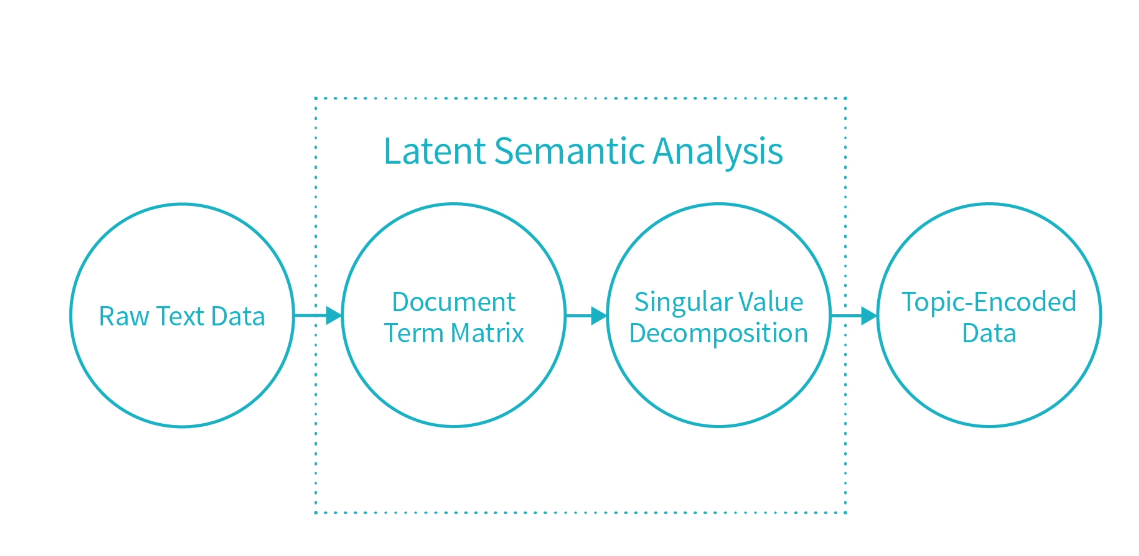 Latent Semantic Analysis
Raw Text Data
Document
Term Matrix
Singular Value
Decomposition
Topic-Encoded
Data